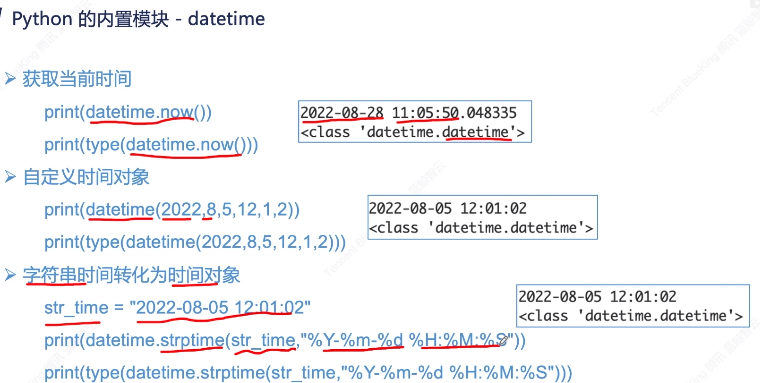 Python 的内置模块 - datetime
➢ 获取当前时间
print(datetime.now())
print(type(datetime.now()))
2022-08-28 11:05:50.048335
<class 'datetime.datetime'>
➢ 自定义时间对象
print(datetime(2022,8,5,12,1,2))
print(type(datetime(2022,8,5,12,1,2)))
2022-08-05 12:01:02
<class 'datetime.datetime'>
➢ 字符串时间转化为时间对象
str_time = "2022-08-05 12:01:02"
print(datetime.strptime(str_time,"%Y-%m-%d %H:%M:%S"))
print(type(datetime.strptime(str_time,"%Y-%m-%d %H:%M:%S")))
2022-08-05 12:01:02
<class 'datetime.datetime'>